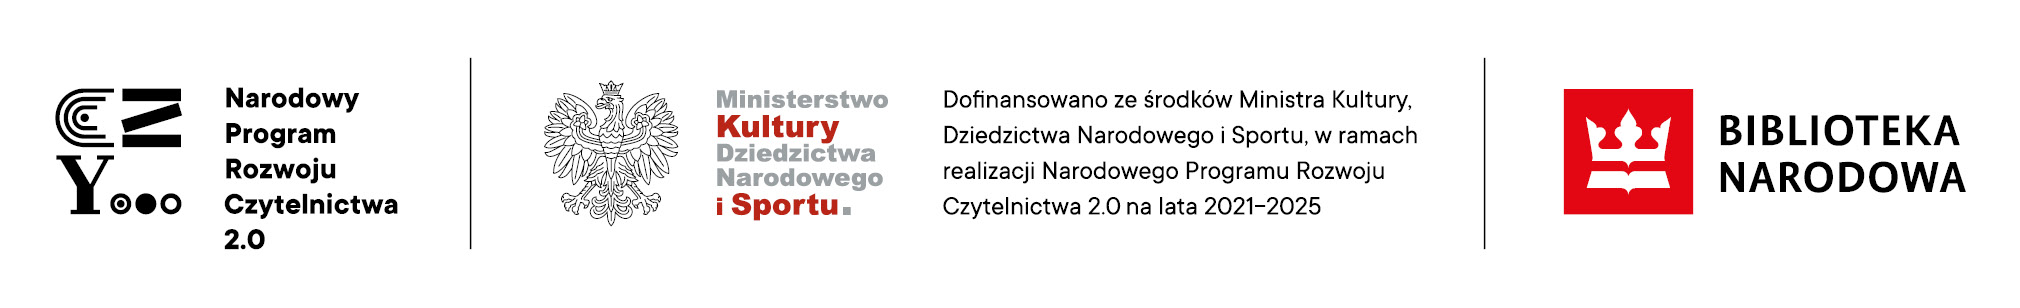 CZY...
Narodowy
Program
Rozwoju
Czytelnictwa
2.0
Ministerstwo
Kultury
Dziedzictwa
Narodowego
i Sportu.
Dofinansowano ze środków Ministra Kultury,
Dziedzictwa Narodowego i Sportu, w ramach
realizacji Narodowego Programu Rozwoju
Czytelnictwa 2.0 na lata 2021–2025
BIBLIOTEKA
NARODOWA